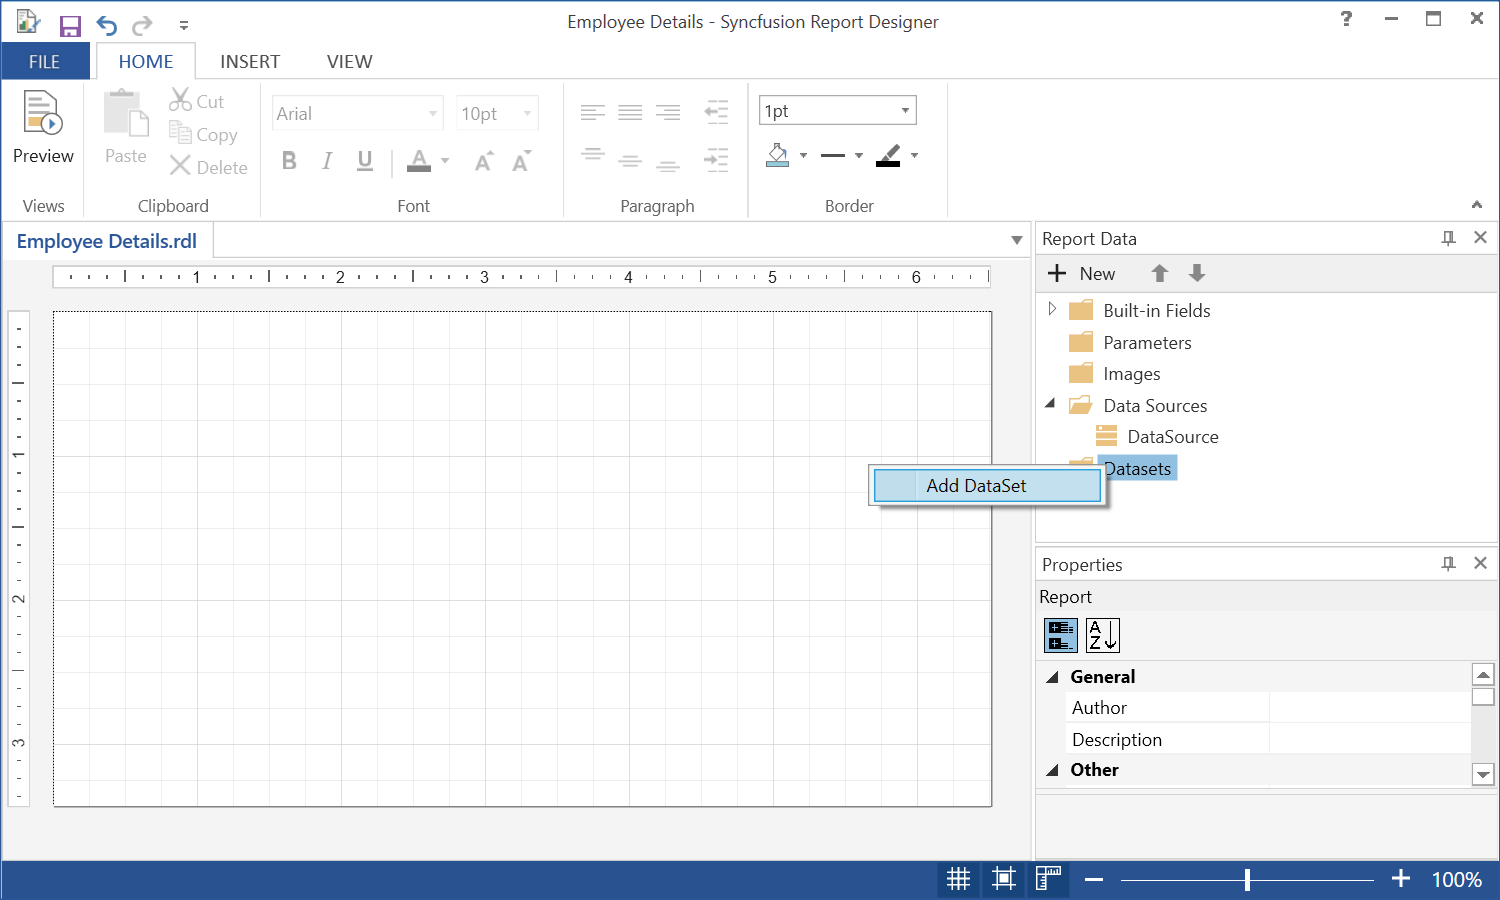 Employee Details - Syncfusion Report Designer
?
FILE HOME INSERT VIEW
Preview
Views
Paste
Cut
Copy
Delete
Clipboard
Arial 10pt
B I U A A A
Font
Paragraph
1pt
Border
Employee Details.rdl
1 2 3 4 5 6
1
2
3
Report Data
New
Built-in Fields
Parameters
Images
Data Sources
DataSource
Datasets
Add DataSet
Properties
Report
A
Z
General
Author
Description
Other
100%